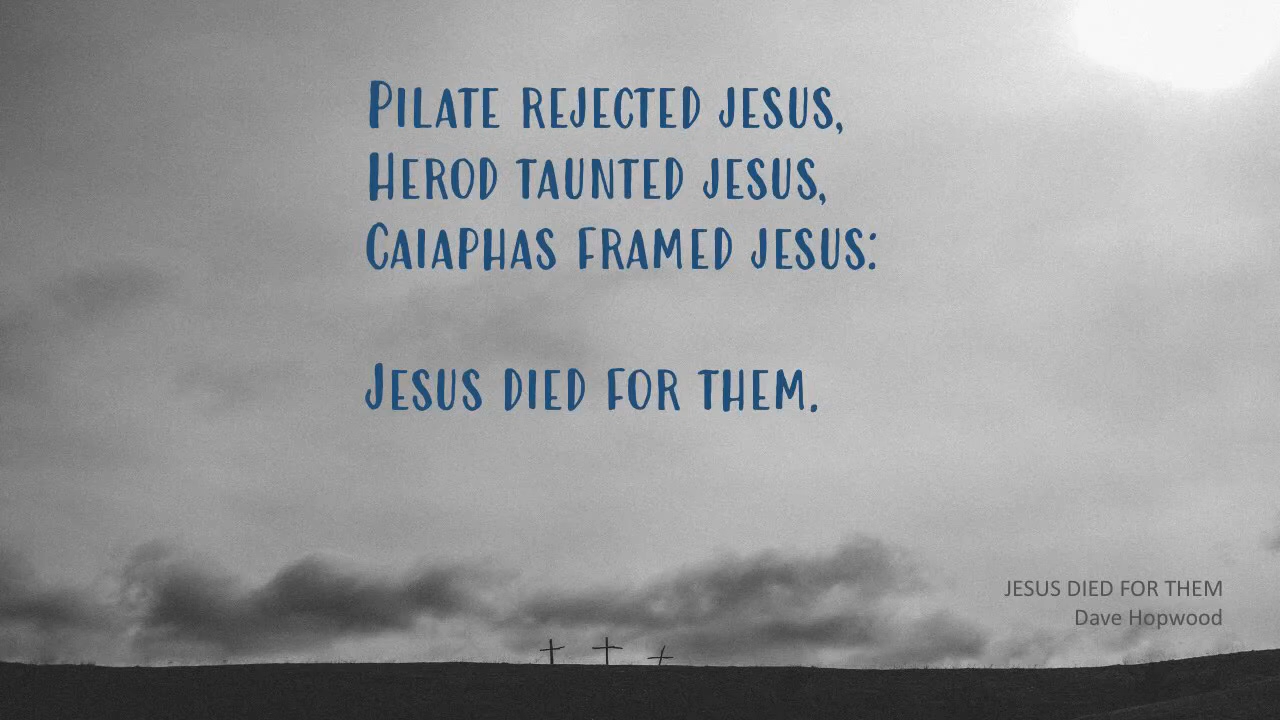 Pilate rejected Jesus,
Herod taunted Jesus,
Caiaphas framed Jesus:
Jesus died for them.
JESUS DIED FOR THEM
Dave Hopwood